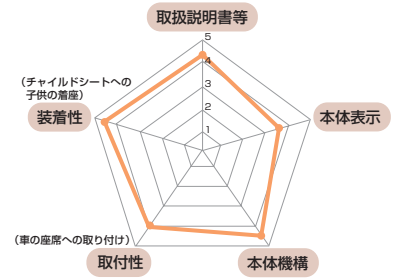 取扱説明書等
5
4
3
2
1
(チャイルドシートへの
子供の着座)
装着性
本体表示
(車の座席への取り付け)
取付性
本体機構